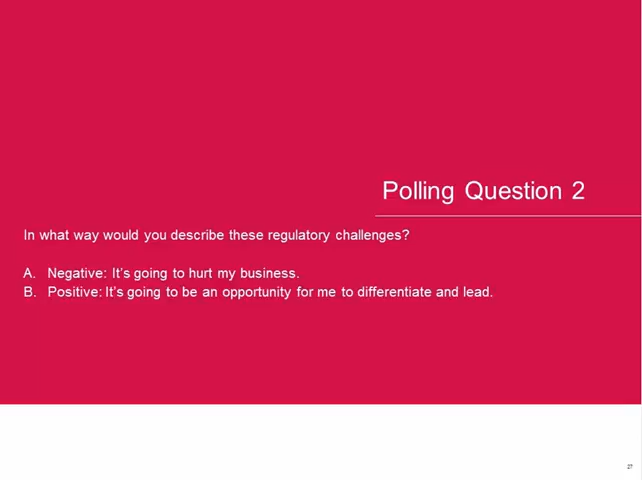 Polling Question 2
In what way would you describe these regulatory challenges?
A. Negative: It's going to hurt my business.
B. Positive: It's going to be an opportunity for me to differentiate and lead.
27